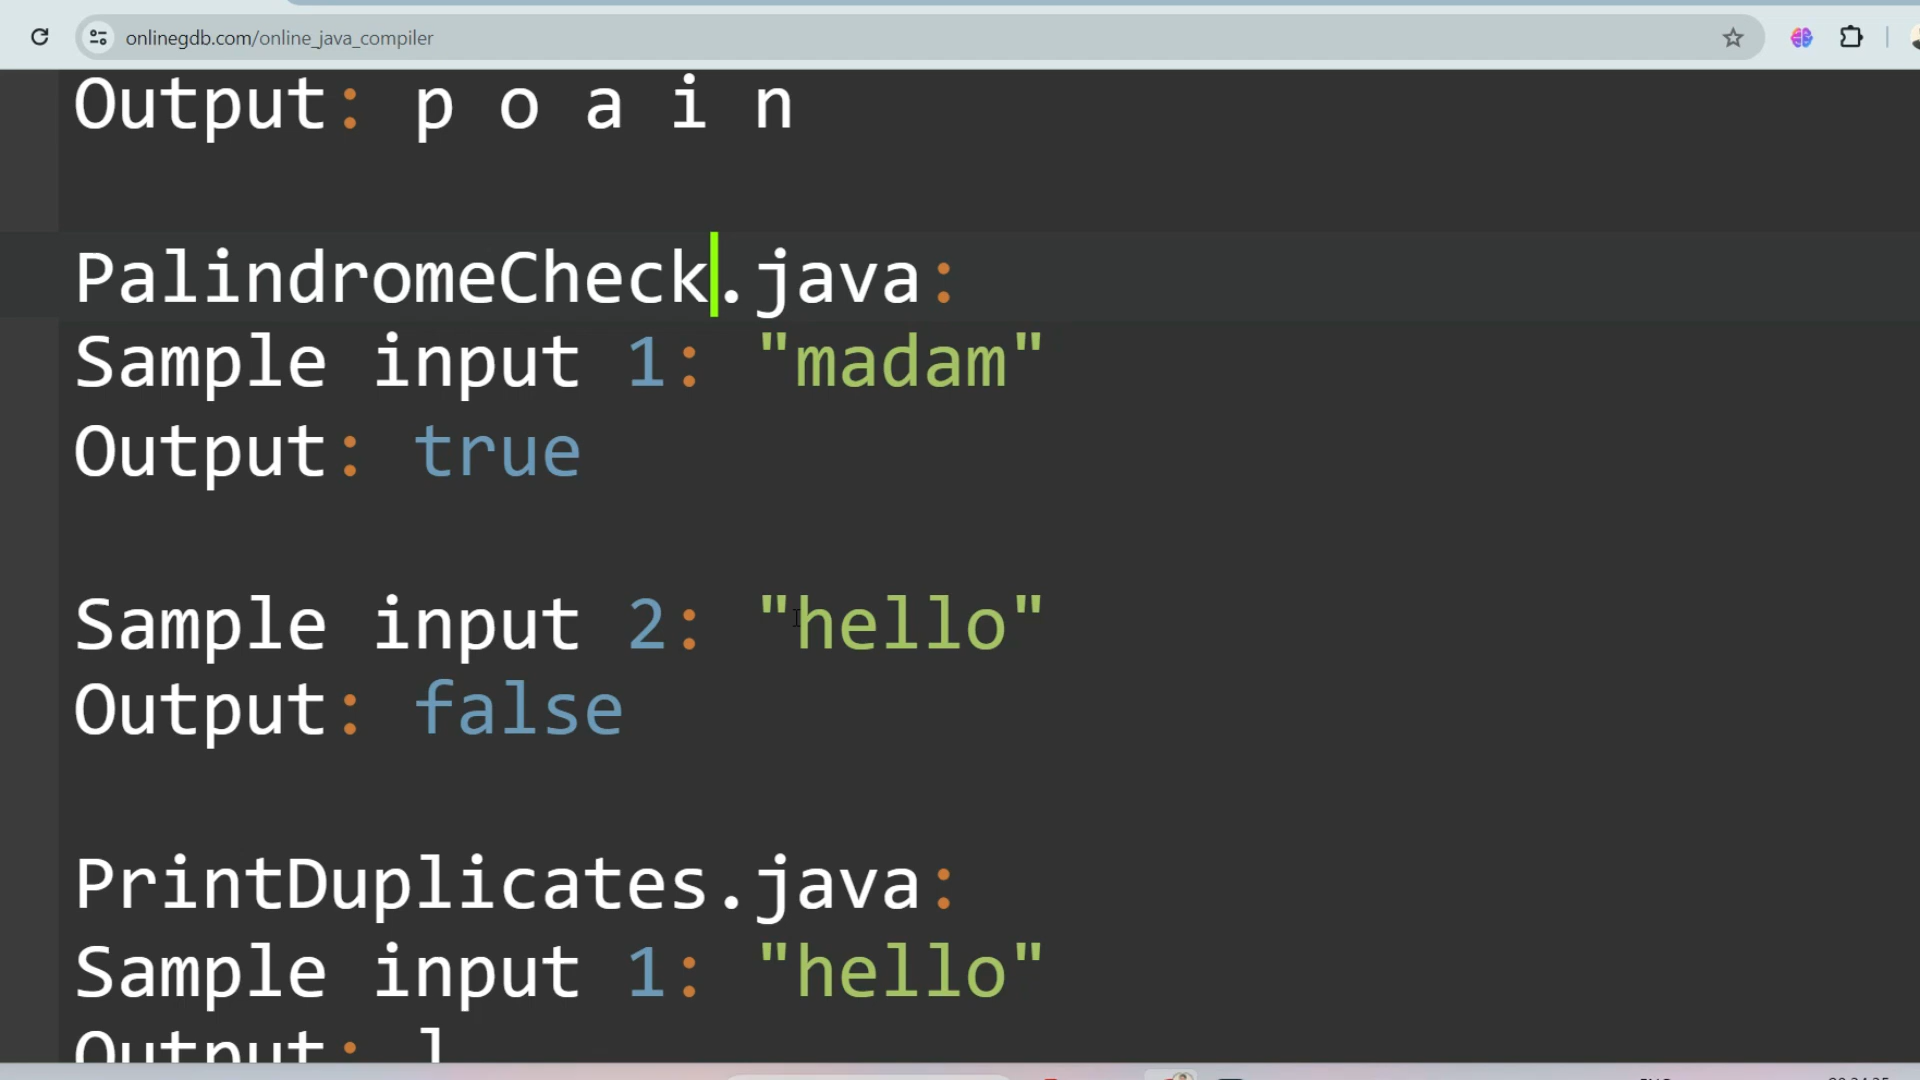 onlinegdb.com/online_java_compiler
Output: p o a i n
PalindromeCheck.java:
Sample input 1: "madam"
Output: true
Sample input 2: "hello"
Output: false
PrintDuplicates.java:
Sample input 1: "hello"
Output: l